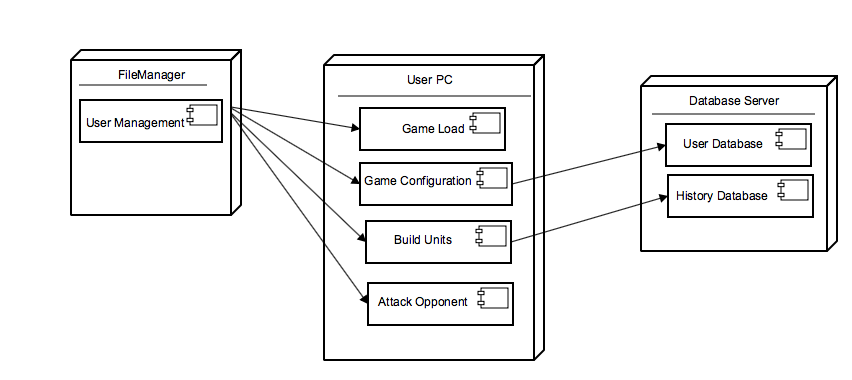 FileManager
User Management
User PC
Game Load
Game Configuration
Build Units
Attack Opponent
Database Server
User Database
History Database